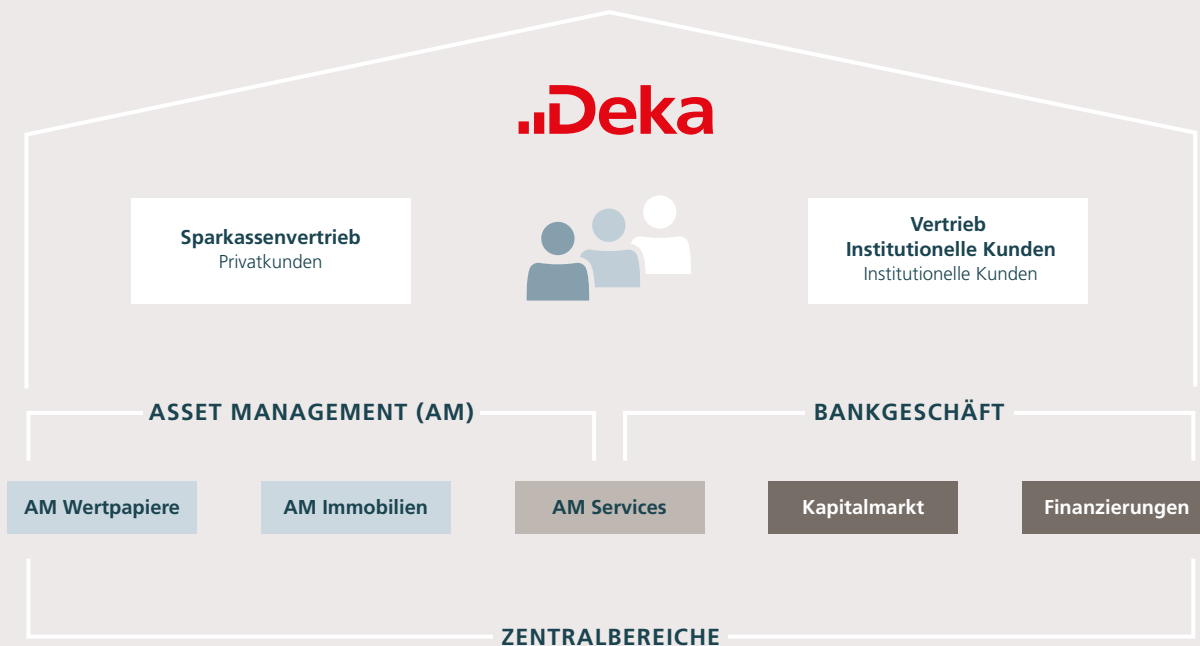 Deka
Sparkassenvertrieb
Privatkunden
Vertrieb
Institutionelle Kunden
Institutionelle Kunden
ASSET MANAGEMENT (AM)
BANKGESCHÄFT
AM Wertpapiere
AM Immobilien
AM Services
Kapitalmarkt
Finanzierungen
ZENTRALBEREICHE